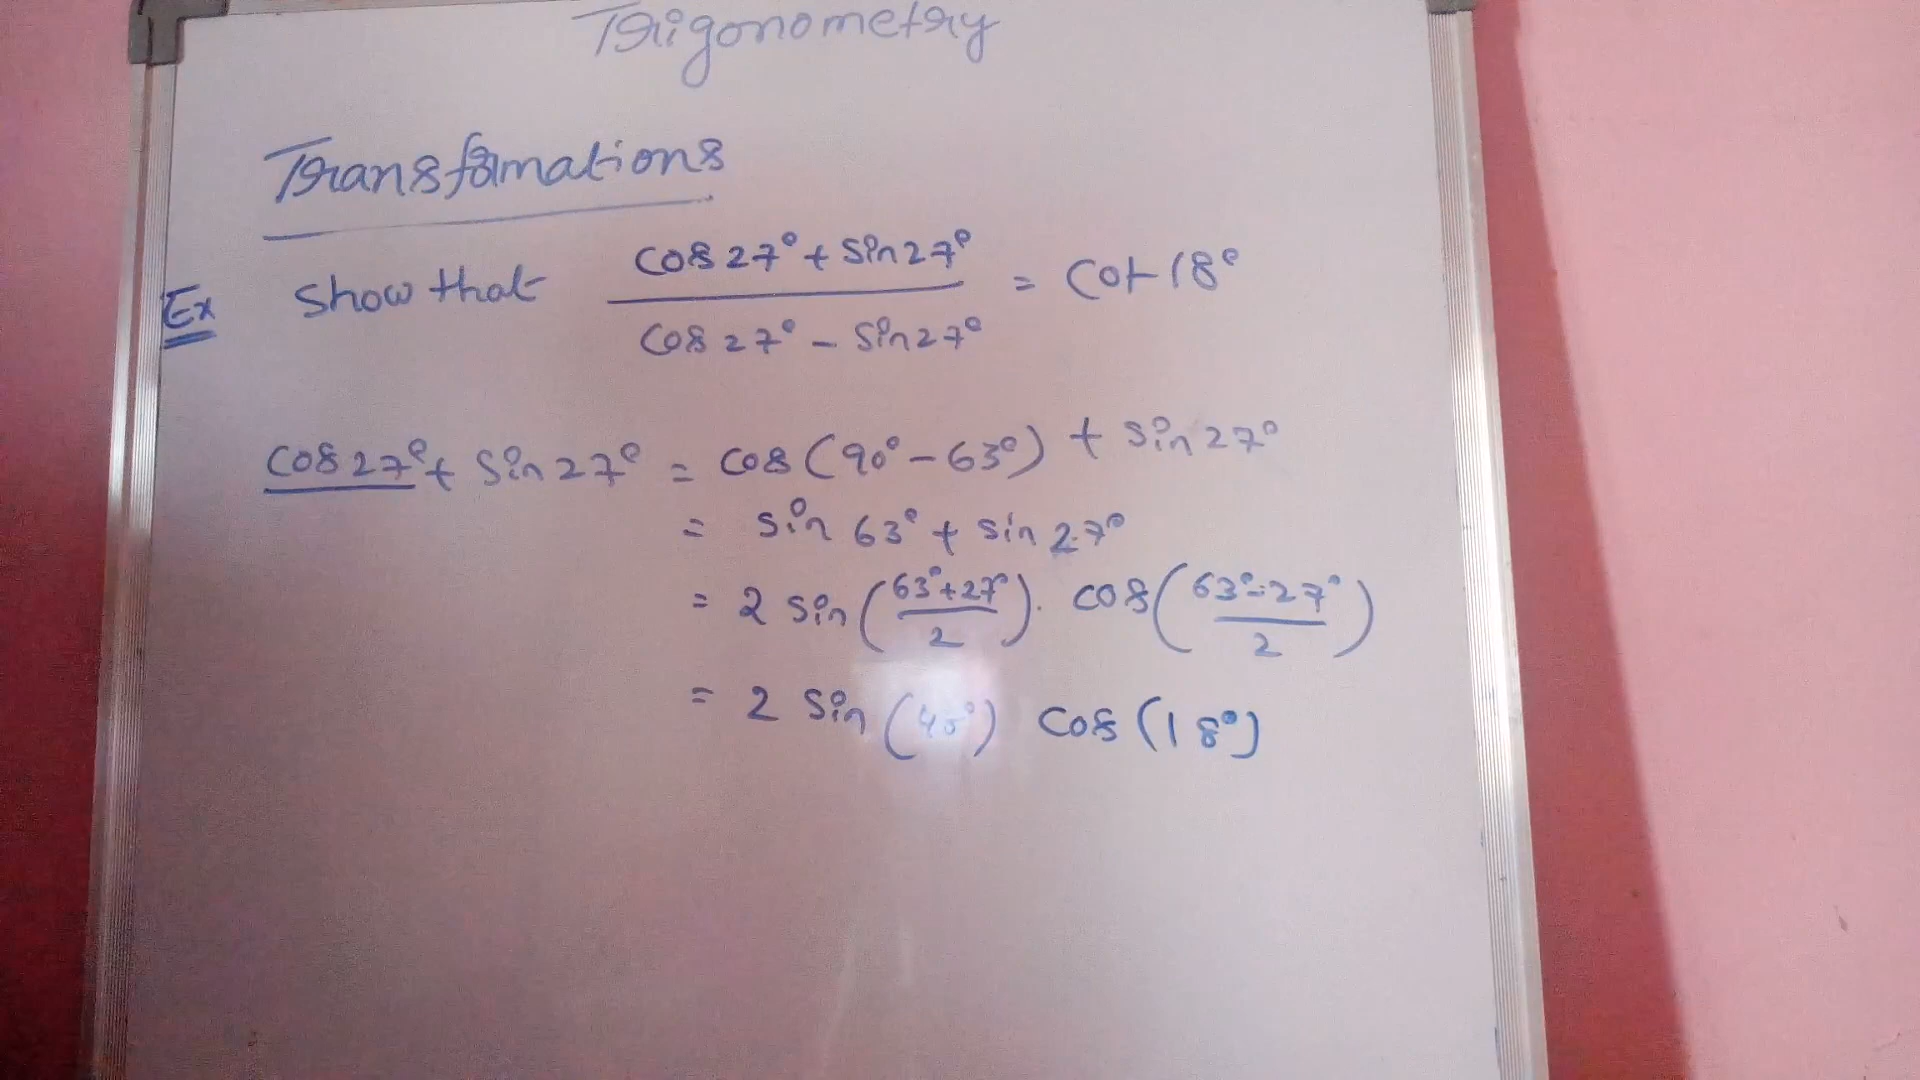 Trigonometry
Transformations
Ex Show that (cos 27° + sin 27°) / (cos 27° - sin 27°) = cot 18°
cos 27° + sin 27° = cos (90° - 63°) + sin 27°
= sin 63° + sin 27°
= 2 sin ((63° + 27°) / 2) . cos ((63° - 27°) / 2)
= 2 sin (45°) cos (18°)